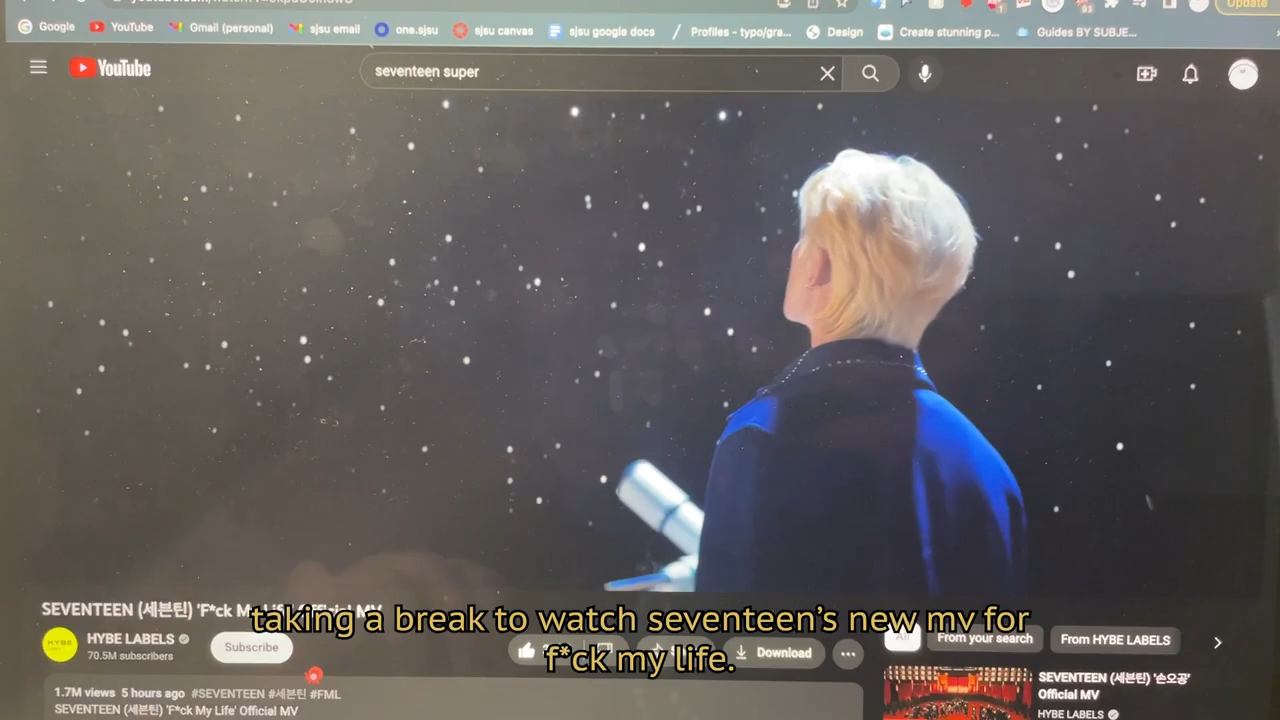 Google YouTube Gmail (personal) sjsu email one.sjsu sjsu canvas sjsu google docs Profiles - typo/gra... Design Create stunning p... Guides BY SUBJE...
Update
YouTube
seventeen super
taking a break to watch seventeen's new mv for
f*ck my life.
SEVENTEEN (세븐틴) 'F*ck My Life' Official MV
HYBE LABELS
70.5M subscribers
Subscribe
Download
All
From your search
From HYBE LABELS
1.7M views 5 hours ago #SEVENTEEN #세븐틴 #FML
SEVENTEEN (세븐틴) 'F*ck My Life' Official MV
SEVENTEEN (세븐틴) '손오공'
Official MV
HYBE LABELS